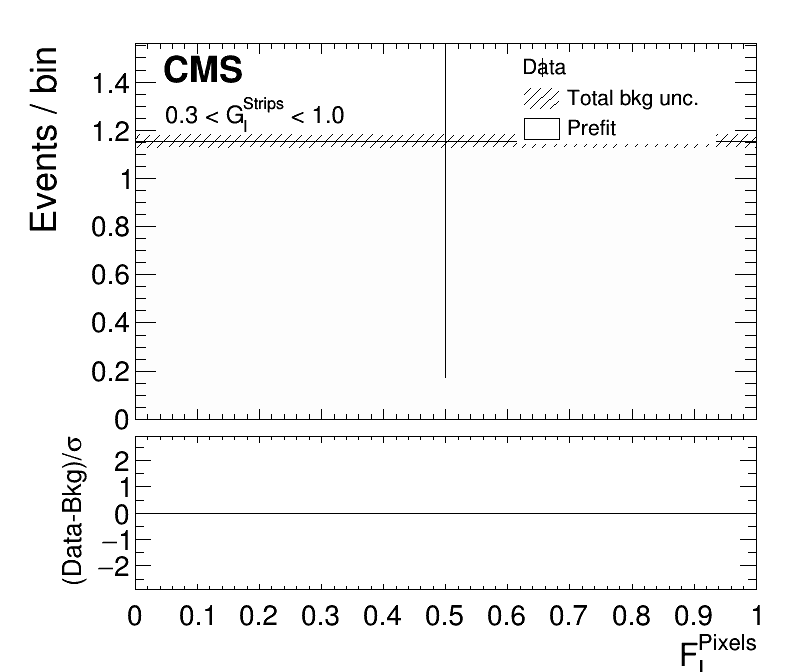 CMS
0.3 < G_I^Strips < 1.0
Data
Total bkg unc.
Prefit
Events / bin
1.4
1.2
1
0.8
0.6
0.4
0.2
0
(Data-Bkg)/σ
2
1
0
−1
−2
0 0.1 0.2 0.3 0.4 0.5 0.6 0.7 0.8 0.9 1
F_I^Pixels